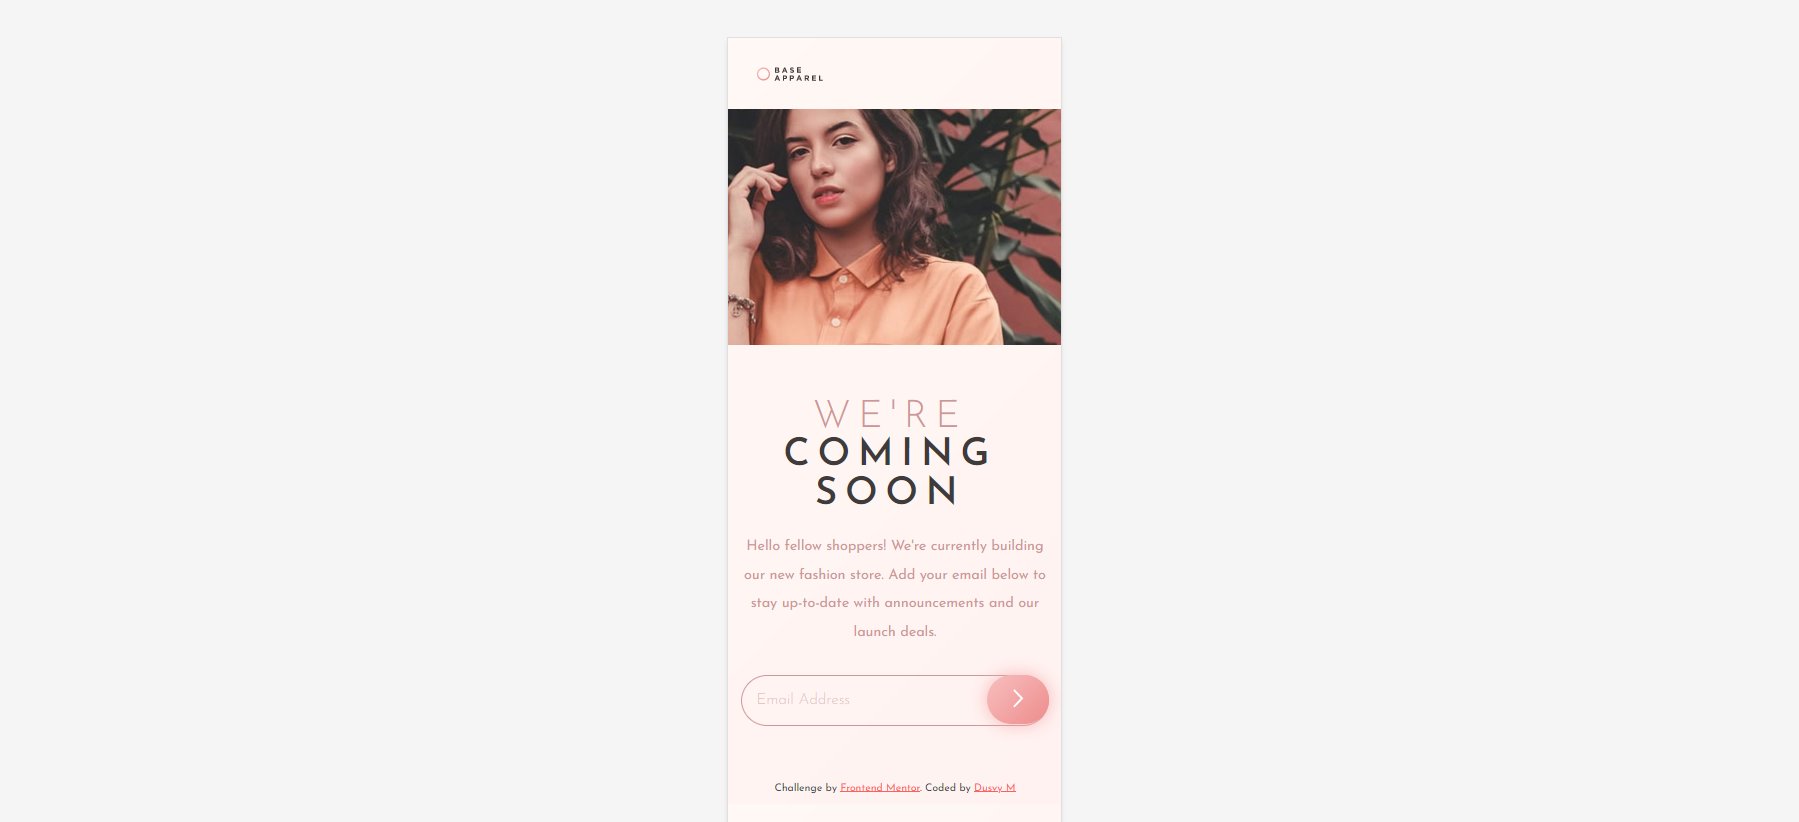 BASE
APPAREL
WE'RE
COMING
SOON
Hello fellow shoppers! We're currently building
our new fashion store. Add your email below to
stay up-to-date with announcements and our
launch deals.
Email Address
Challenge by Frontend Mentor. Coded by Dusvy M